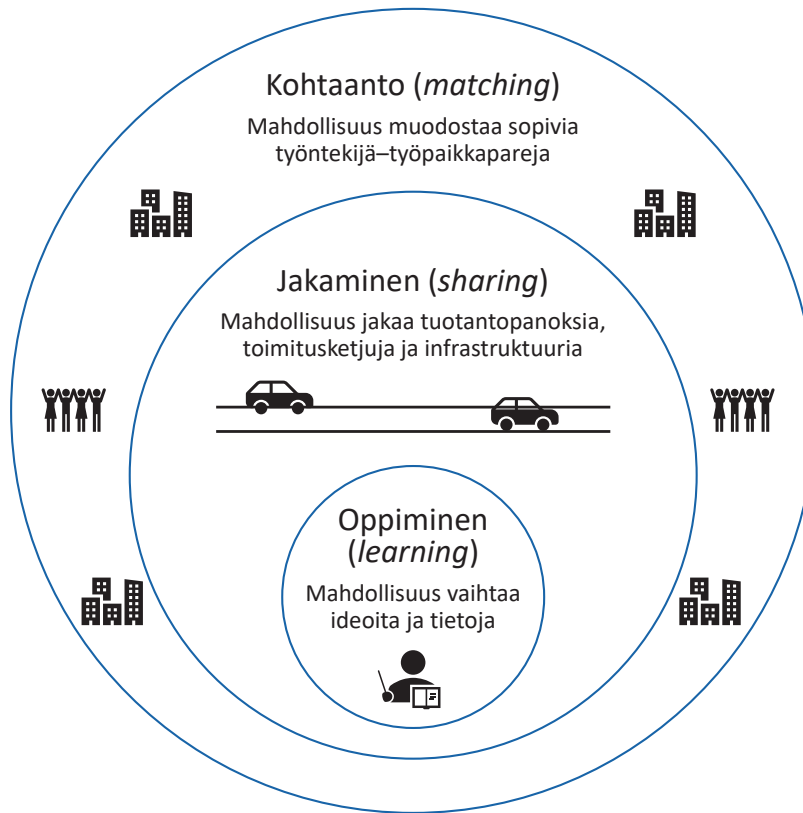 Kohtaanto (matching)
Mahdollisuus muodostaa sopivia
työntekijä–työpaikkapareja
Jakaminen (sharing)
Mahdollisuus jakaa tuotantopanoksia,
toimitusketjuja ja infrastruktuuria
Oppiminen
(learning)
Mahdollisuus vaihtaa
ideoita ja tietoja